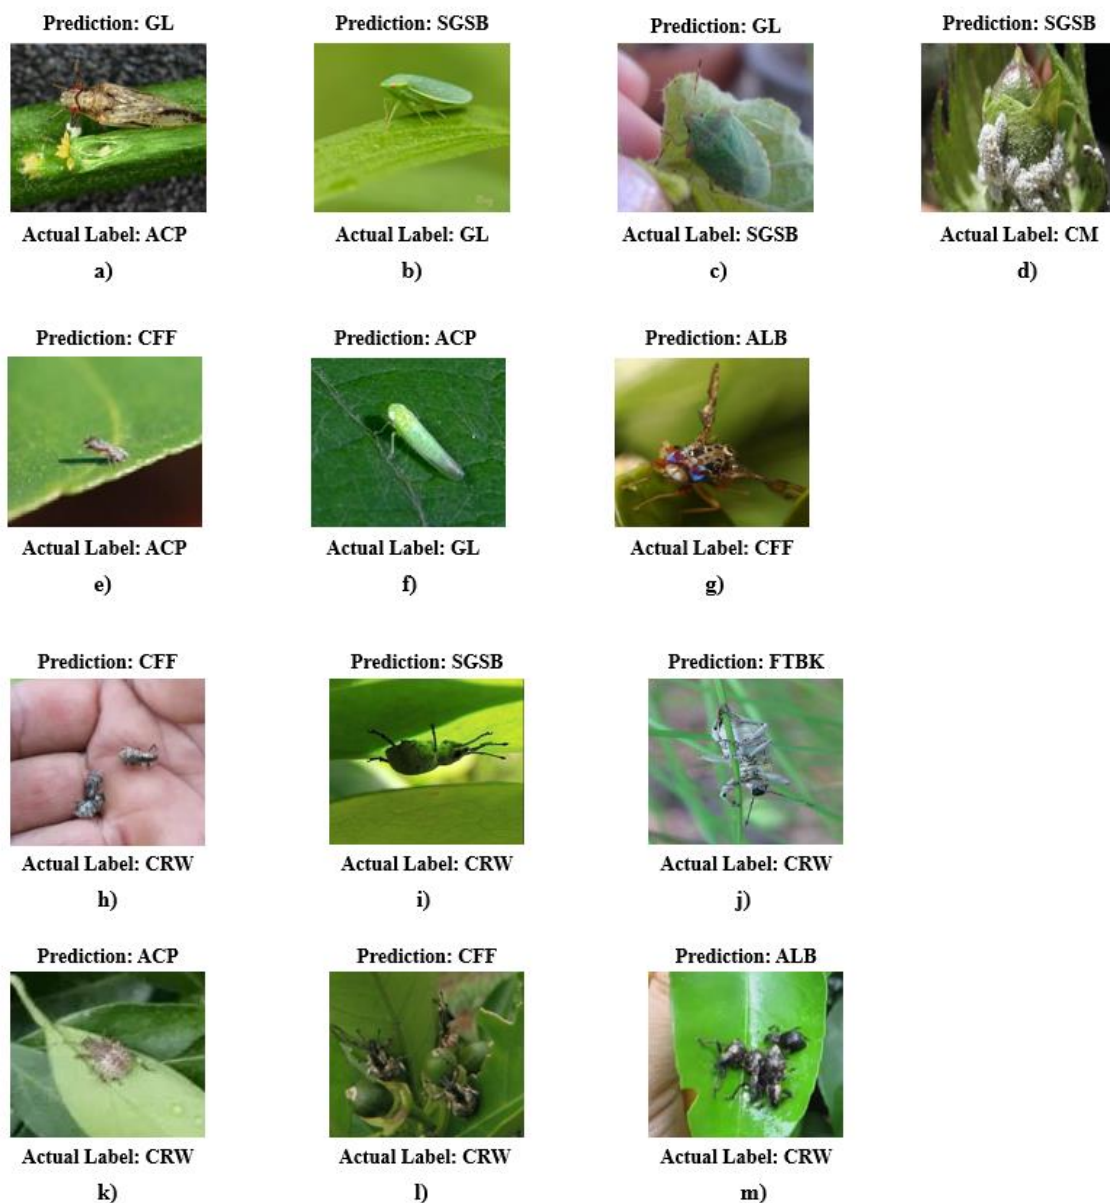 Prediction: GL
Prediction: SGSB
Prediction: GL
Prediction: SGSB
Actual Label: ACP
Actual Label: GL
Actual Label: SGSB
Actual Label: CM
a)
b)
c)
d)
Prediction: CFF
Prediction: ACP
Prediction: ALB
Actual Label: ACP
Actual Label: GL
Actual Label: CFF
e)
f)
g)
Prediction: CFF
Prediction: SGSB
Prediction: FTBK
Actual Label: CRW
Actual Label: CRW
Actual Label: CRW
h)
i)
j)
Prediction: ACP
Prediction: CFF
Prediction: ALB
Actual Label: CRW
Actual Label: CRW
Actual Label: CRW
k)
l)
m)